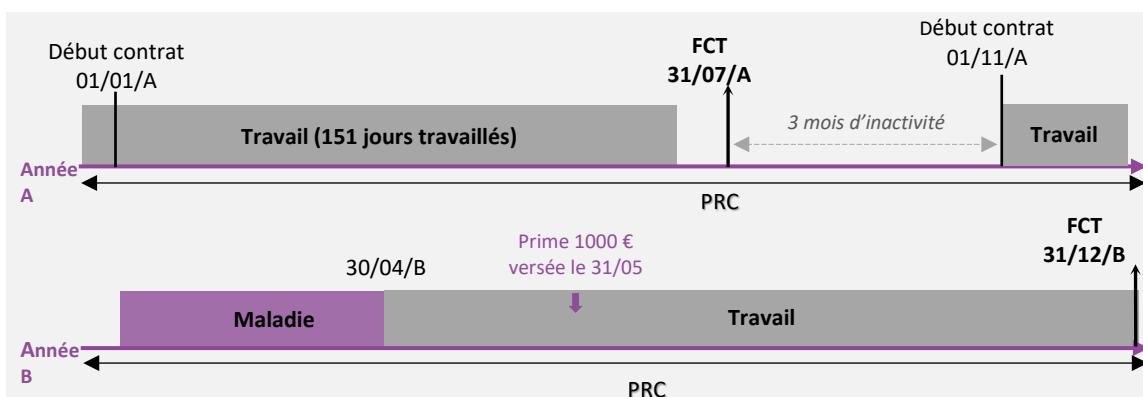 Début contrat
01/01/A
FCT
31/07/A
Début contrat
01/11/A
Travail (151 jours travaillés)
3 mois d'inactivité
Travail
Année
A
PRC
Prime 1000 €
versée le 31/05
FCT
31/12/B
30/04/B
Maladie
Travail
Année
B
PRC